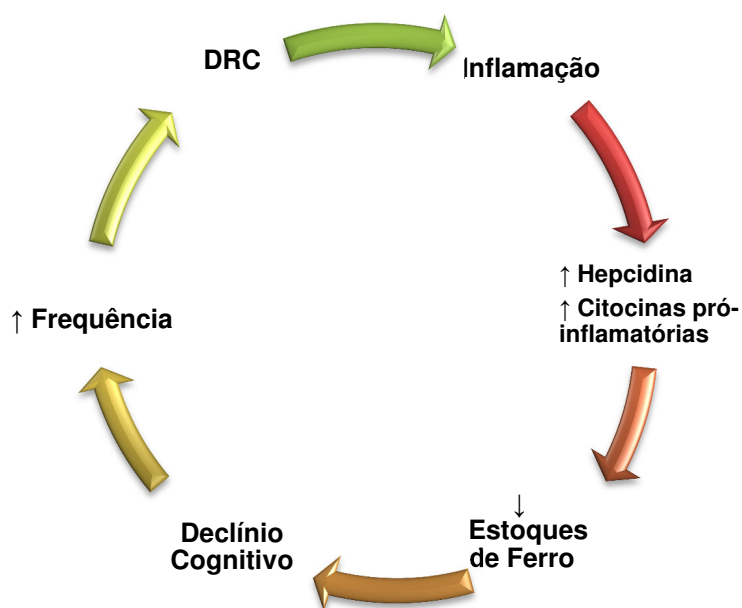 DRC
Inflamação
↑ Hepcidina
↑ Citocinas pró-
inflamatórias
↓
Estoques
de Ferro
Declínio
Cognitivo
↑ Frequência